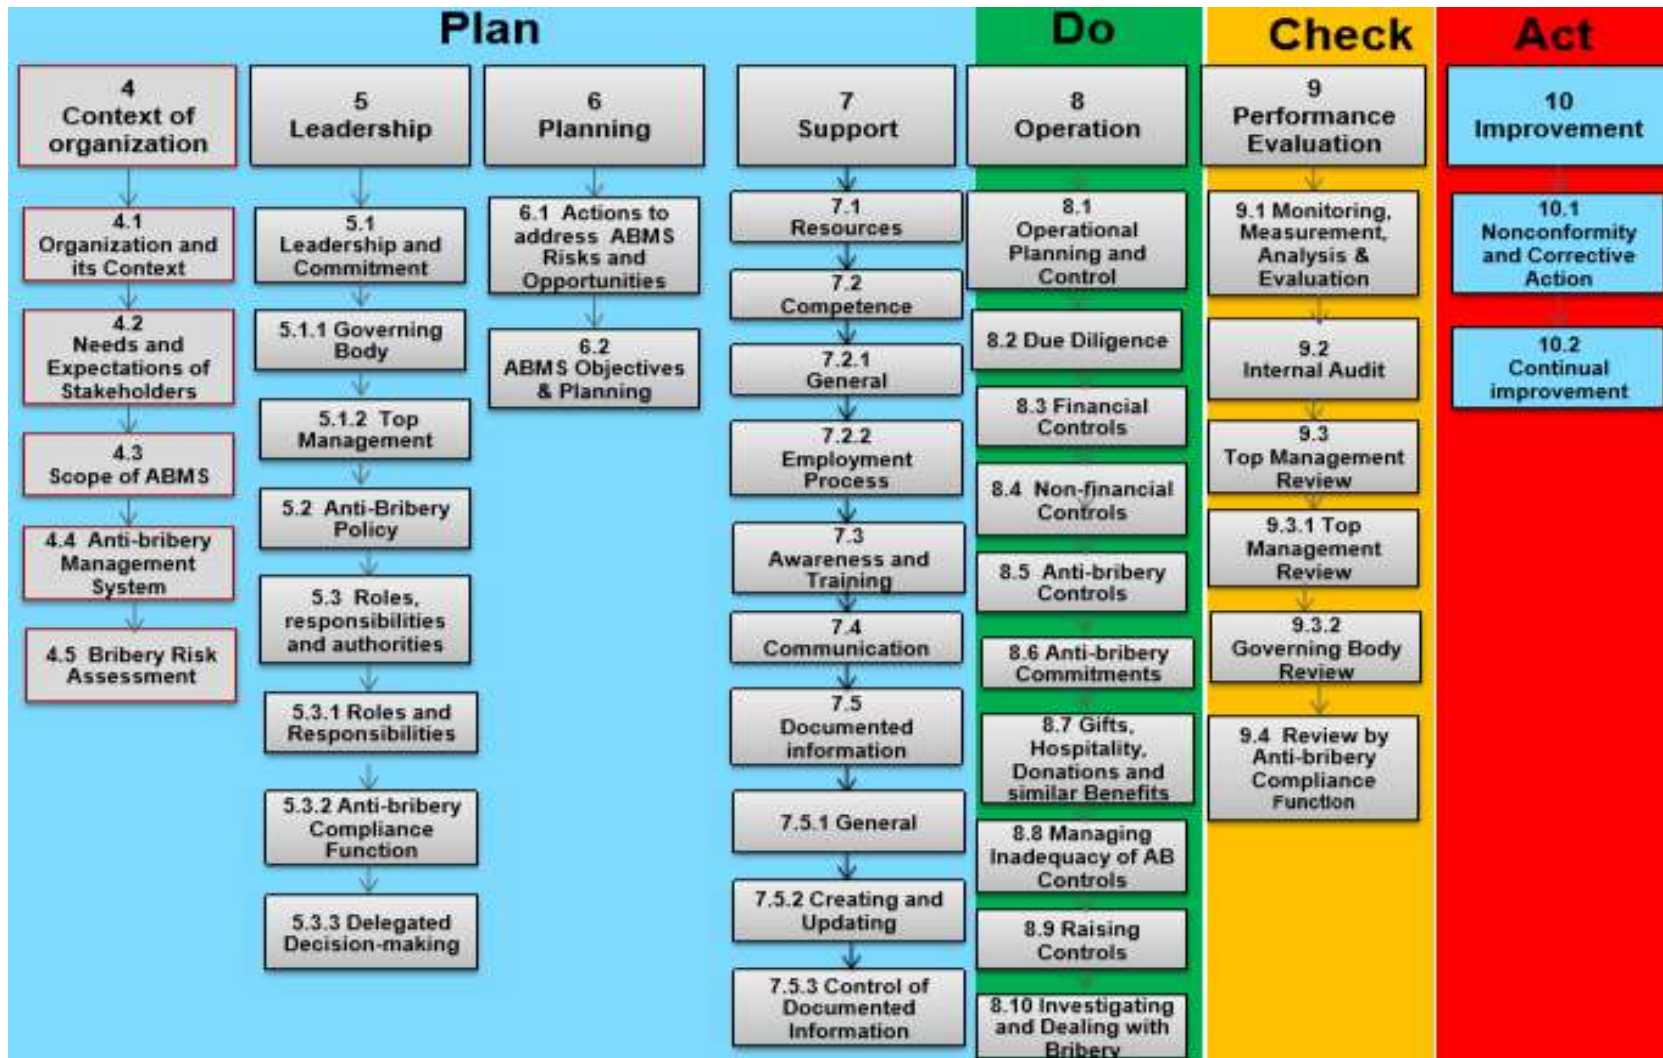 Plan
Do
Check
Act
4
Context of
organization
4.1
Organization and
its Context
4.2
Needs and
Expectations of
Stakeholders
4.3
Scope of ABMS
4.4 Anti-bribery
Management
System
4.5 Bribery Risk
Assessment
5
Leadership
5.1
Leadership and
Commitment
5.1.1 Governing
Body
5.1.2 Top
Management
5.2 Anti-Bribery
Policy
5.3 Roles,
responsibilities
and authorities
5.3.1 Roles and
Responsibilities
5.3.2 Anti-bribery
Compliance
Function
5.3.3 Delegated
Decision-making
6
Planning
6.1 Actions to
address ABMS
Risks and
Opportunities
6.2
ABMS Objectives
& Planning
7
Support
7.1
Resources
7.2
Competence
7.2.1
General
7.2.2
Employment
Process
7.3
Awareness and
Training
7.4
Communication
7.5
Documented
information
7.5.1 General
7.5.2 Creating and
Updating
7.5.3 Control of
Documented
Information
8
Operation
8.1
Operational
Planning and
Control
8.2 Due Diligence
8.3 Financial
Controls
8.4 Non-financial
Controls
8.5 Anti-bribery
Controls
8.6 Anti-bribery
Commitments
8.7 Gifts,
Hospitality,
Donations and
similar Benefits
8.8 Managing
Inadequacy of AB
Controls
8.9 Raising
Controls
8.10 Investigating
and Dealing with
Bribery
9
Performance
Evaluation
9.1 Monitoring,
Measurement,
Analysis &
Evaluation
9.2
Internal Audit
9.3
Top Management
Review
9.3.1 Top
Management
Review
9.3.2
Governing Body
Review
9.4 Review by
Anti-bribery
Compliance
Function
10
Improvement
10.1
Nonconformity
and Corrective
Action
10.2
Continual
improvement